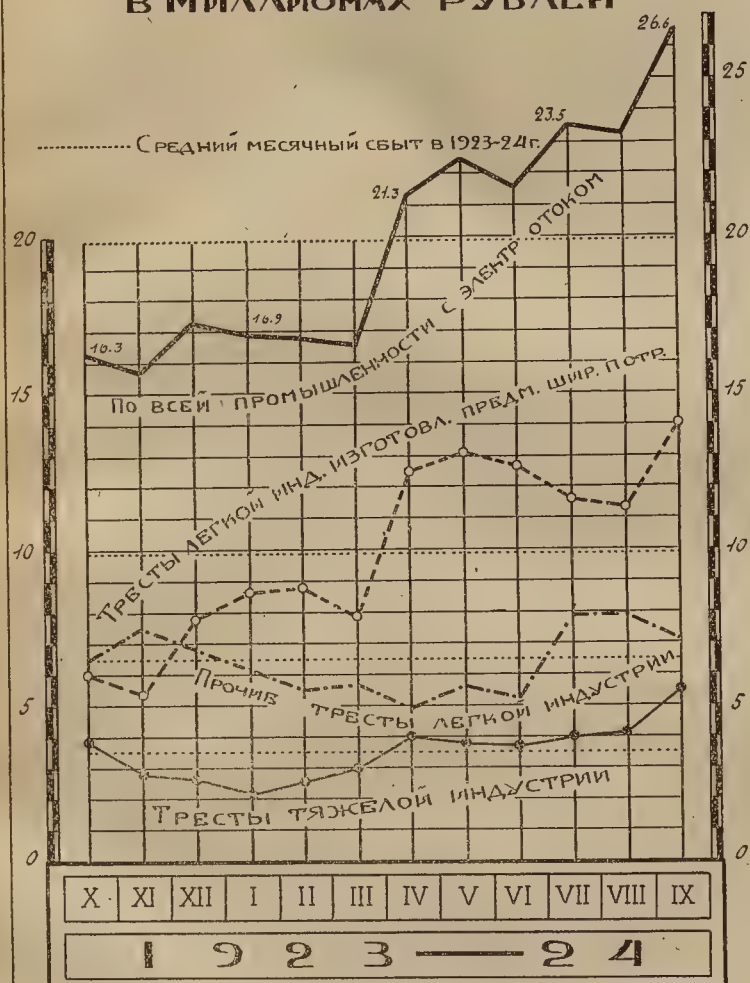 В МИЛЛИОНАХ РУБЛЕЙ
26.6
25
23.5
СРЕДНИЙ МЕСЯЧНЫЙ СБЫТ В 1923-24 г.
21.3
20
20
ПО ВСЕЙ ПРОМЫШЛЕННОСТИ С ЭЛЕКТР ОТОКОМ
16.3
16.9
15
15
ТРЕСТЫ ЛЕГКОЙ ИНД. ИЗГОТОВЛ. ПРЕДМ. ШИР. ПОТР.
10
10
ПРОЧИЕ ТРЕСТЫ ЛЕГКОЙ ИНДУСТРИИ
5
5
ТРЕСТЫ ТЯЖЕЛОЙ ИНДУСТРИИ
0
0
X XI XII I II III IV V VI VII VIII IX
1923—24